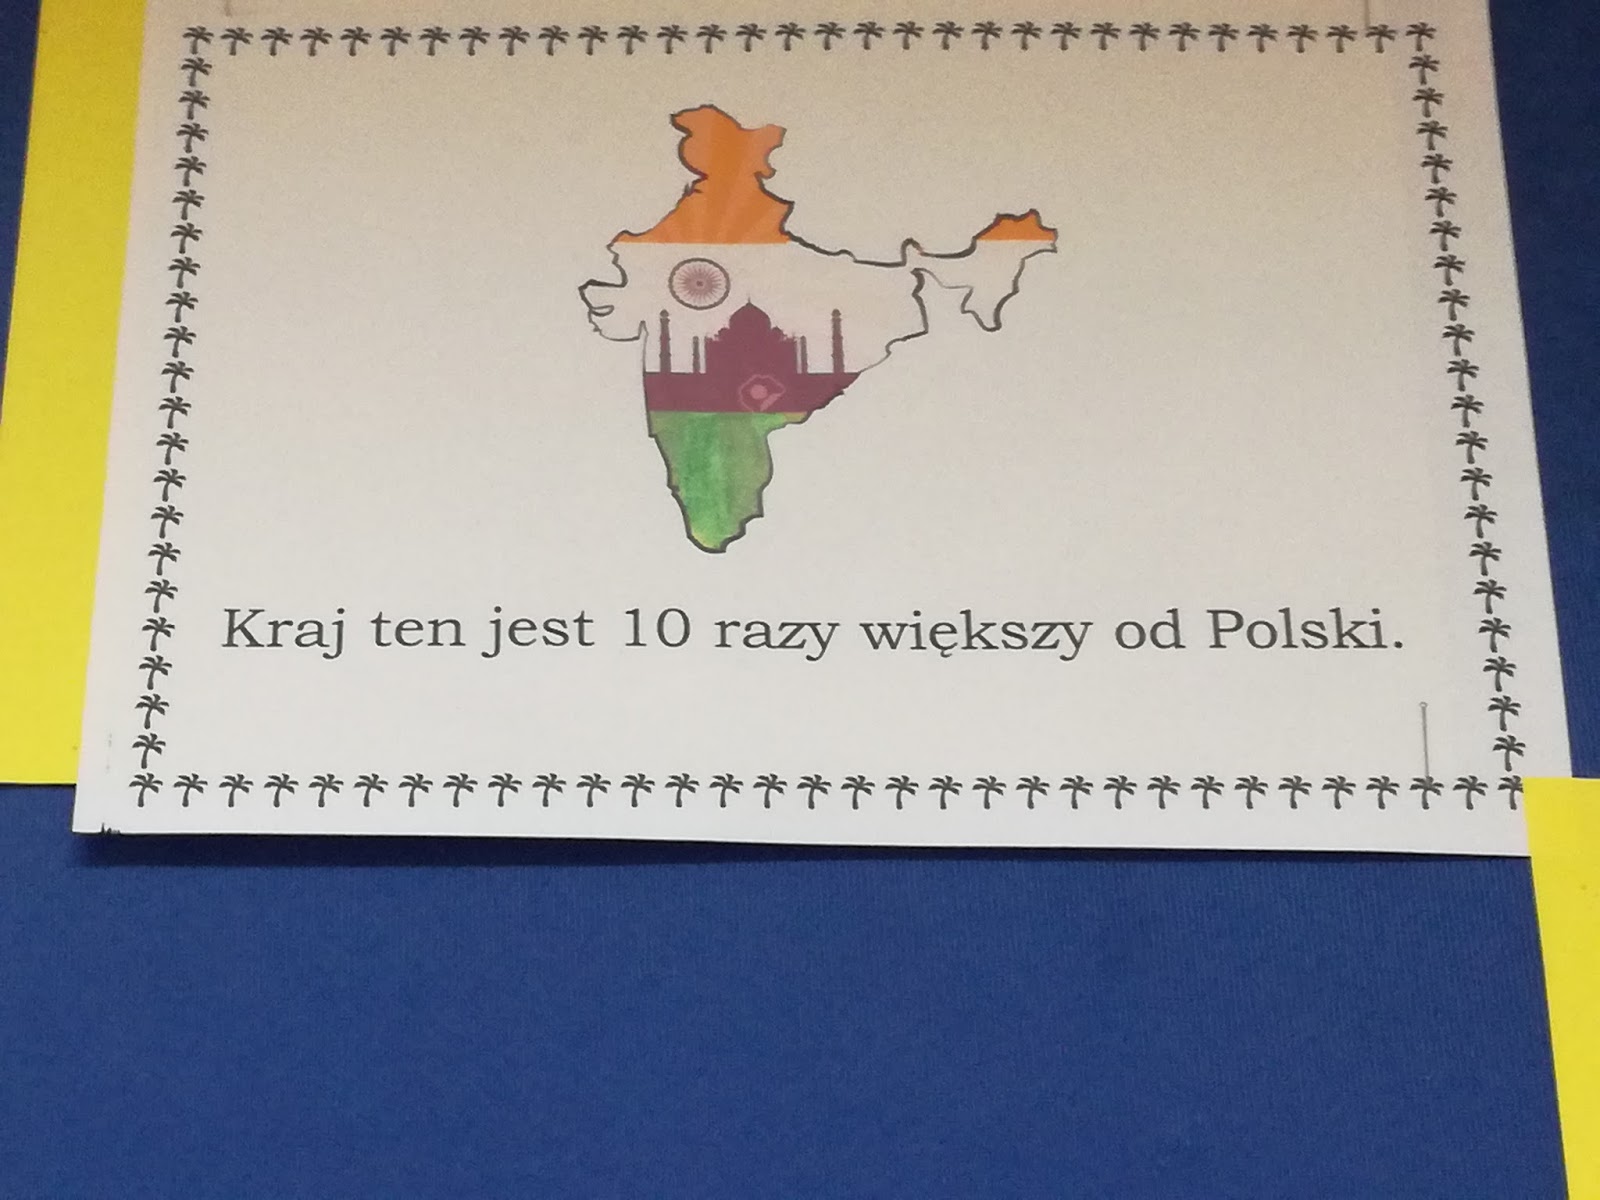 Kraj ten jest 10 razy większy od Polski.